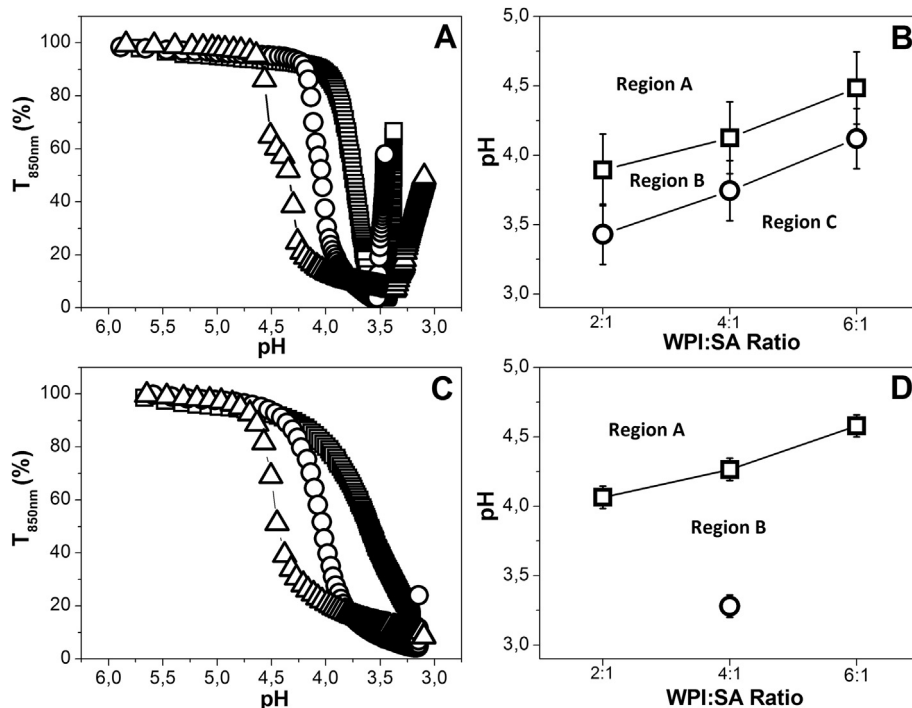 A
T850nm (%)
100
80
60
40
20
0
6,0 5,5 5,0 4,5 4,0 3,5 3,0
pH
B
pH
5,0
4,5
4,0
3,5
3,0
Region A
Region B
Region C
2:1 4:1 6:1
WPI:SA Ratio
C
T850nm (%)
100
80
60
40
20
0
6,0 5,5 5,0 4,5 4,0 3,5 3,0
pH
D
pH
5,0
4,5
4,0
3,5
3,0
Region A
Region B
2:1 4:1 6:1
WPI:SA Ratio